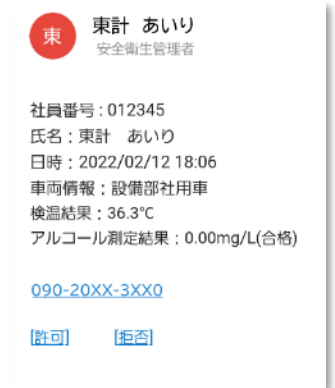 東
東計 あいり
安全衛生管理者
社員番号：012345
氏名：東計　あいり
日時：2022/02/12 18:06
車両情報：設備部社用車
検温結果：36.3℃
アルコール測定結果：0.00mg/L(合格)
090-20XX-3XX0
[許可] [拒否]